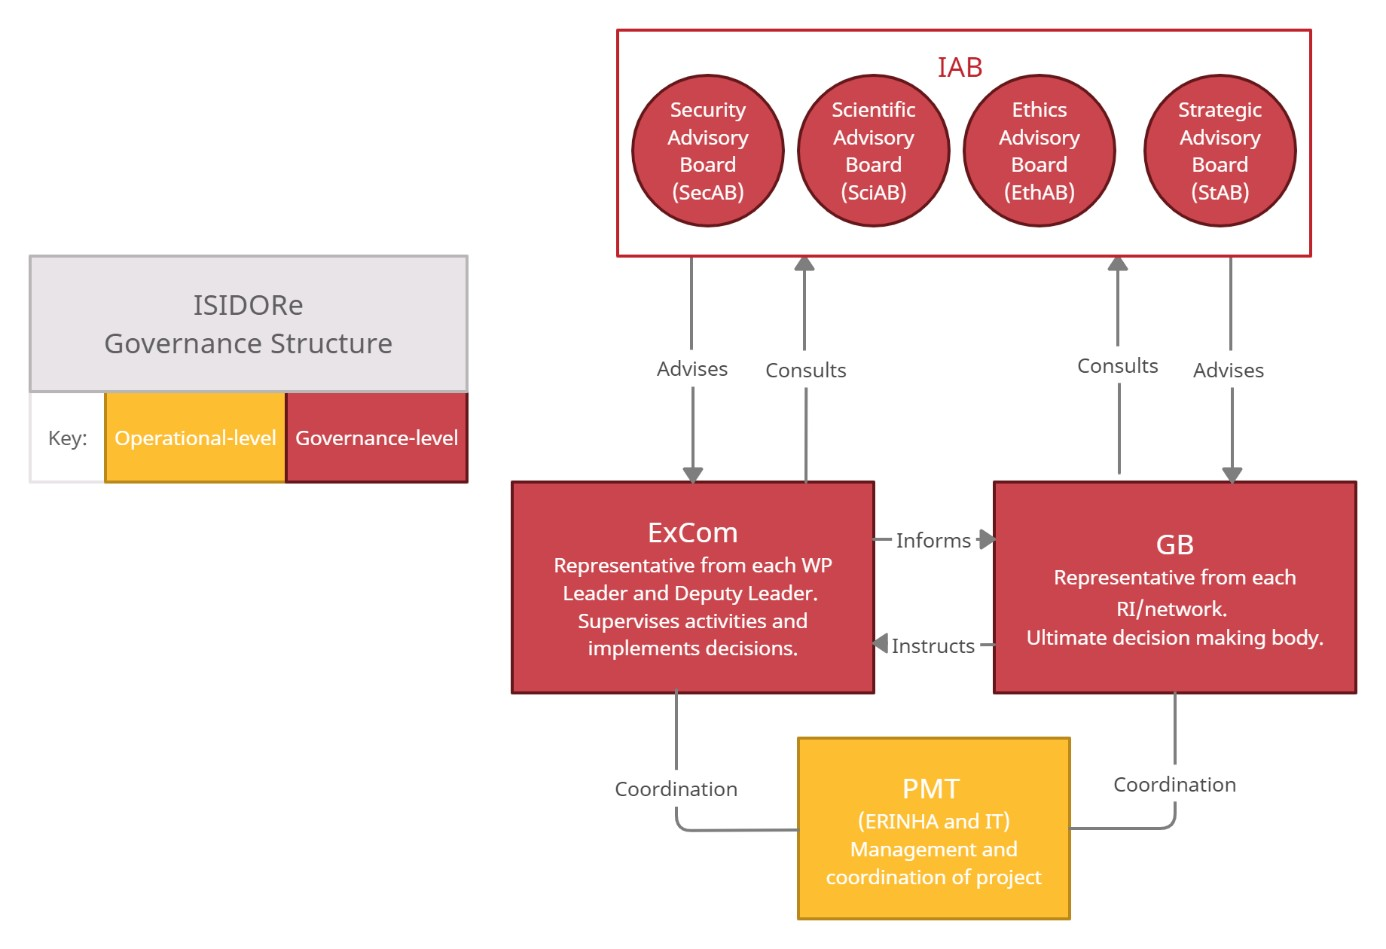 IAB
Security
Advisory
Board
(SecAB)
Scientific
Advisory
Board
(SciAB)
Ethics
Advisory
Board
(EthAB)
Strategic
Advisory
Board
(StAB)
ISIDORe
Governance Structure
Key:
Operational-level
Governance-level
Advises
Consults
Consults
Advises
ExCom
Representative from each WP
Leader and Deputy Leader.
Supervises activities and
implements decisions.
Informs
Instructs
GB
Representative from each
RI/network.
Ultimate decision making body.
Coordination
Coordination
PMT
(ERINHA and IT)
Management and
coordination of project